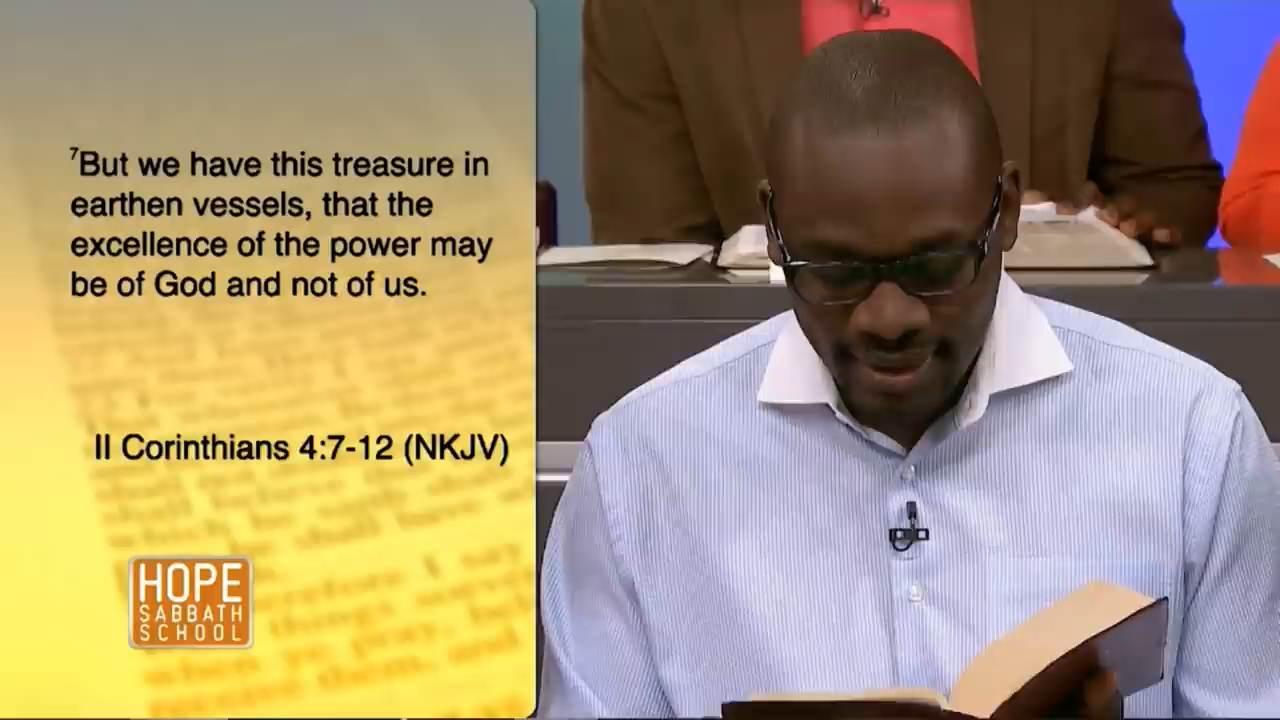 ⁷But we have this treasure in
earthen vessels, that the
excellence of the power may
be of God and not of us.
II Corinthians 4:7-12 (NKJV)
HOPE
SABBATH
SCHOOL